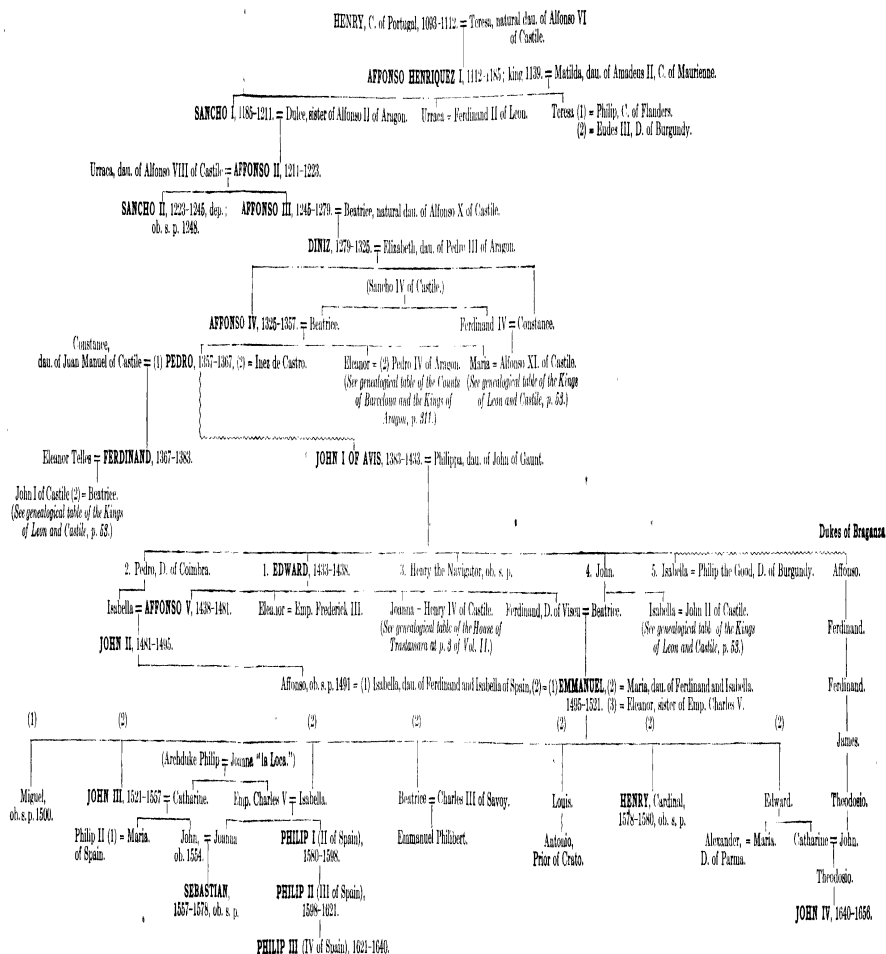 HENRY, C. of Portugal, 1093-1112. = Teresa, natural dau. of Alfonso VI
of Castile.
AFFONSO HENRIQUEZ I, 1112-1185; king 1139. = Matilda, dau. of Amadeus II, C. of Maurienne.
SANCHO I, 1185-1211. = Dulce, sister of Alfonso II of Aragon. Urraca = Ferdinand II of Leon. Teresa (1) = Philip, C. of Flanders.
(2) = Eudes III, D. of Burgundy.
Urraca, dau. of Alfonso VIII of Castile = AFFONSO II, 1211-1223.
SANCHO II, 1223-1245, dep.; AFFONSO III, 1245-1279. = Beatrice, natural dau. of Alfonso X of Castile.
ob. s. p. 1248.
DINIZ, 1279-1325. = Elizabeth, dau. of Pedro III of Aragon.
(Sancho IV of Castile.)
AFFONSO IV, 1325-1357. = Beatrice. Ferdinand IV = Constance.
Constance,
dau. of Juan Manuel of Castile = (1) PEDRO, 1357-1367, (2) = Inez de Castro. Eleanor = (2) Pedro IV of Aragon. Maria = Alfonso XI. of Castile.
(See genealogical table of the Counts (See genealogical table of the Kings
of Barcelona and the Kings of of Leon and Castile, p. 53.)
Aragon, p. 311.)
Eleanor Telles = FERDINAND, 1367-1383. JOHN I OF AVIS, 1383-1433. = Philippa, dau. of John of Gaunt.
John I of Castile (2) = Beatrice.
(See genealogical table of the Kings
of Leon and Castile, p. 53.)
Dukes of Braganza
2. Pedro, D. of Coimbra. 1. EDWARD, 1433-1438. 3. Henry the Navigator, ob. s. p. 4. John. 5. Isabella = Philip the Good, D. of Burgundy. Affonso.
Isabella = AFFONSO V, 1438-1481. Eleanor = Emp. Frederick III. Joanna = Henry IV of Castile. Ferdinand, D. of Viseu = Beatrice. Isabella = John II of Castile.
(See genealogical table of the House of (See genealogical table of the Kings
Trastamara at p. 3 of Vol. II.) of Leon and Castile, p. 53.)
Ferdinand.
JOHN II, 1481-1495.
Affonso, ob. s. p. 1491 = (1) Isabella, dau. of Ferdinand and Isabella of Spain, (2) = (1) EMMANUEL, (2) = Maria, dau. of Ferdinand and Isabella. Ferdinand.
1495-1521. (3) = Eleanor, sister of Emp. Charles V.
(1) (2) (2) (2) (2) (2) (2)
James.
(Archduke Philip = Joanna "la Loca.")
Miguel, JOHN III, 1521-1557 = Catharine. Emp. Charles V = Isabella. Beatrice = Charles III of Savoy. Louis. HENRY, Cardinal, Edward. Theodosio.
ob. s. p. 1500. 1578-1580, ob. s. p.
Philip II (1) = Maria. John, = Joanna PHILIP I (II of Spain), Emmanuel Philibert. Antonio, Alexander, = Maria. Catharine = John.
of Spain. ob. 1554. 1580-1598. Prior of Crato. D. of Parma.
Theodosio.
SEBASTIAN, PHILIP II (III of Spain),
1557-1578, ob. s. p. 1598-1621. JOHN IV, 1640-1656.
PHILIP III (IV of Spain), 1621-1640.